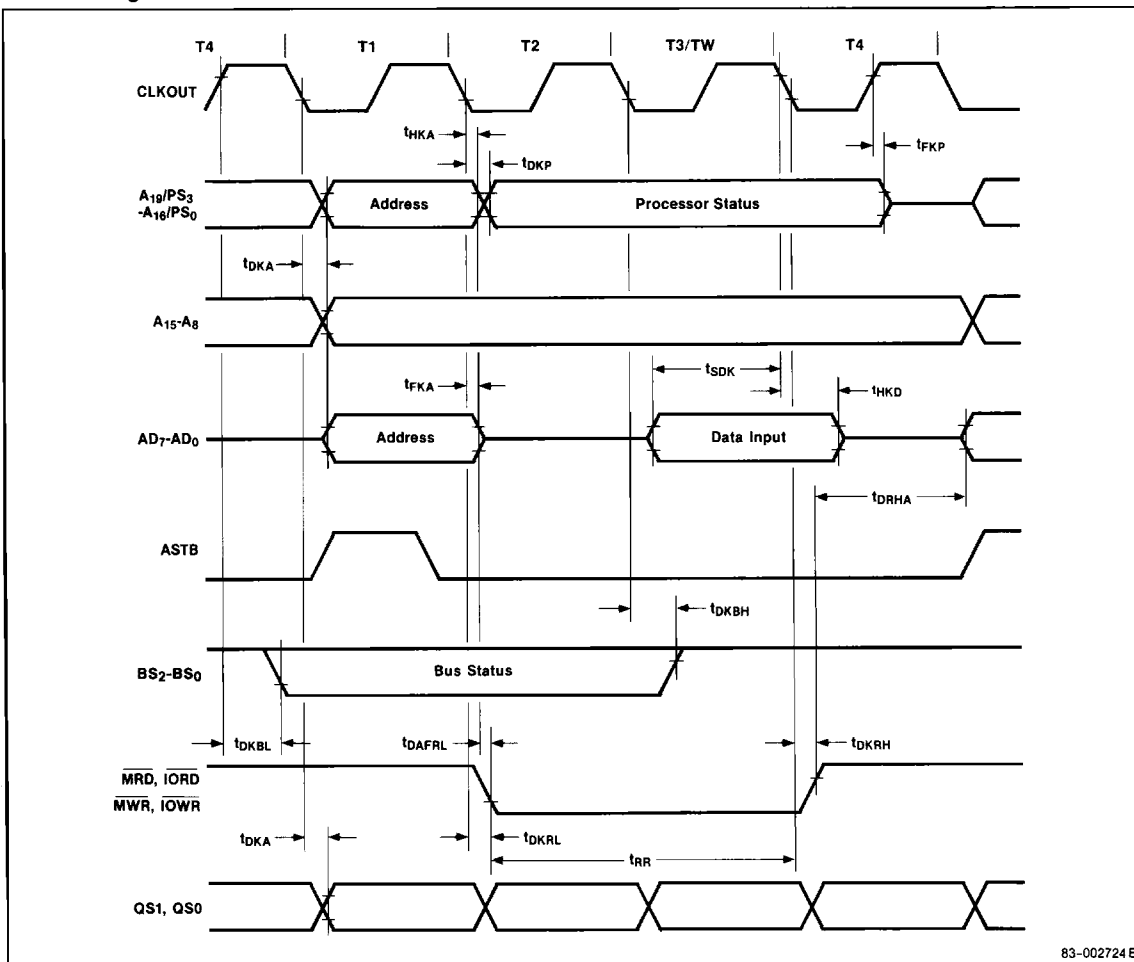 T4 T1 T2 T3/TW T4
CLKOUT
tHKA
tDKP
tFKP
A19/PS3
-A16/PS0
Address
Processor Status
tDKA
A15-A8
tFKA
tSDK
tHKD
AD7-AD0
Address
Data Input
tDRHA
ASTB
tDKBH
BS2-BS0
Bus Status
tDKBL
tDAFRL
tDKRH
MRD, IORD
MWR, IOWR
tDKA
tDKRL
tRR
QS1, QS0
83-002724E